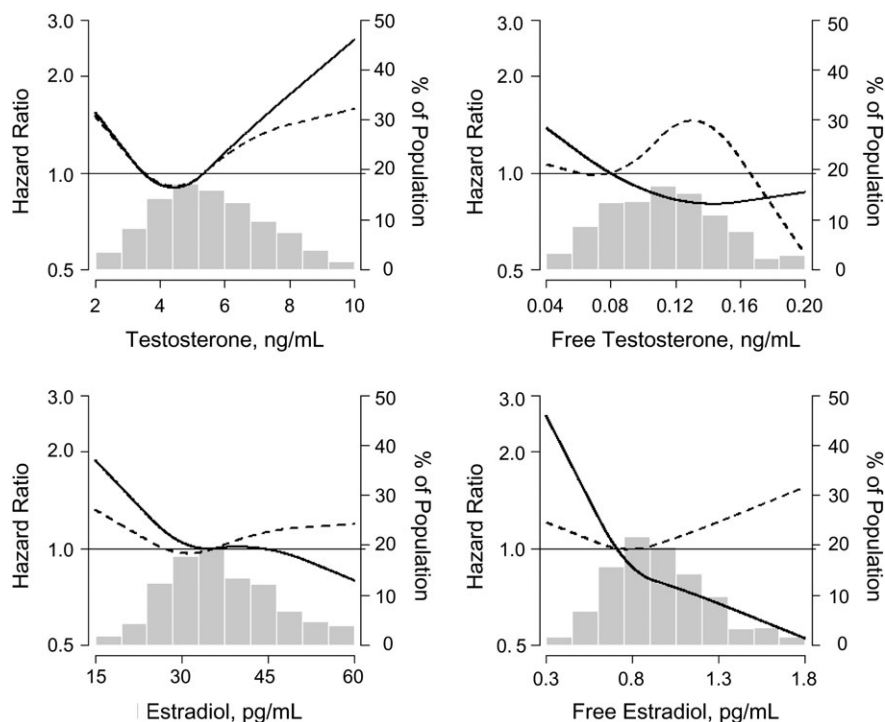 3.0
2.0
1.0
0.5
Hazard Ratio
50
40
30
20
10
0
% of Population
2 4 6 8 10
Testosterone, ng/mL
3.0
2.0
1.0
0.5
Hazard Ratio
50
40
30
20
10
0
% of Population
0.04 0.08 0.12 0.16 0.20
Free Testosterone, ng/mL
3.0
2.0
1.0
0.5
Hazard Ratio
50
40
30
20
10
0
% of Population
15 30 45 60
Estradiol, pg/mL
3.0
2.0
1.0
0.5
Hazard Ratio
50
40
30
20
10
0
% of Population
0.3 0.8 1.3 1.8
Free Estradiol, pg/mL